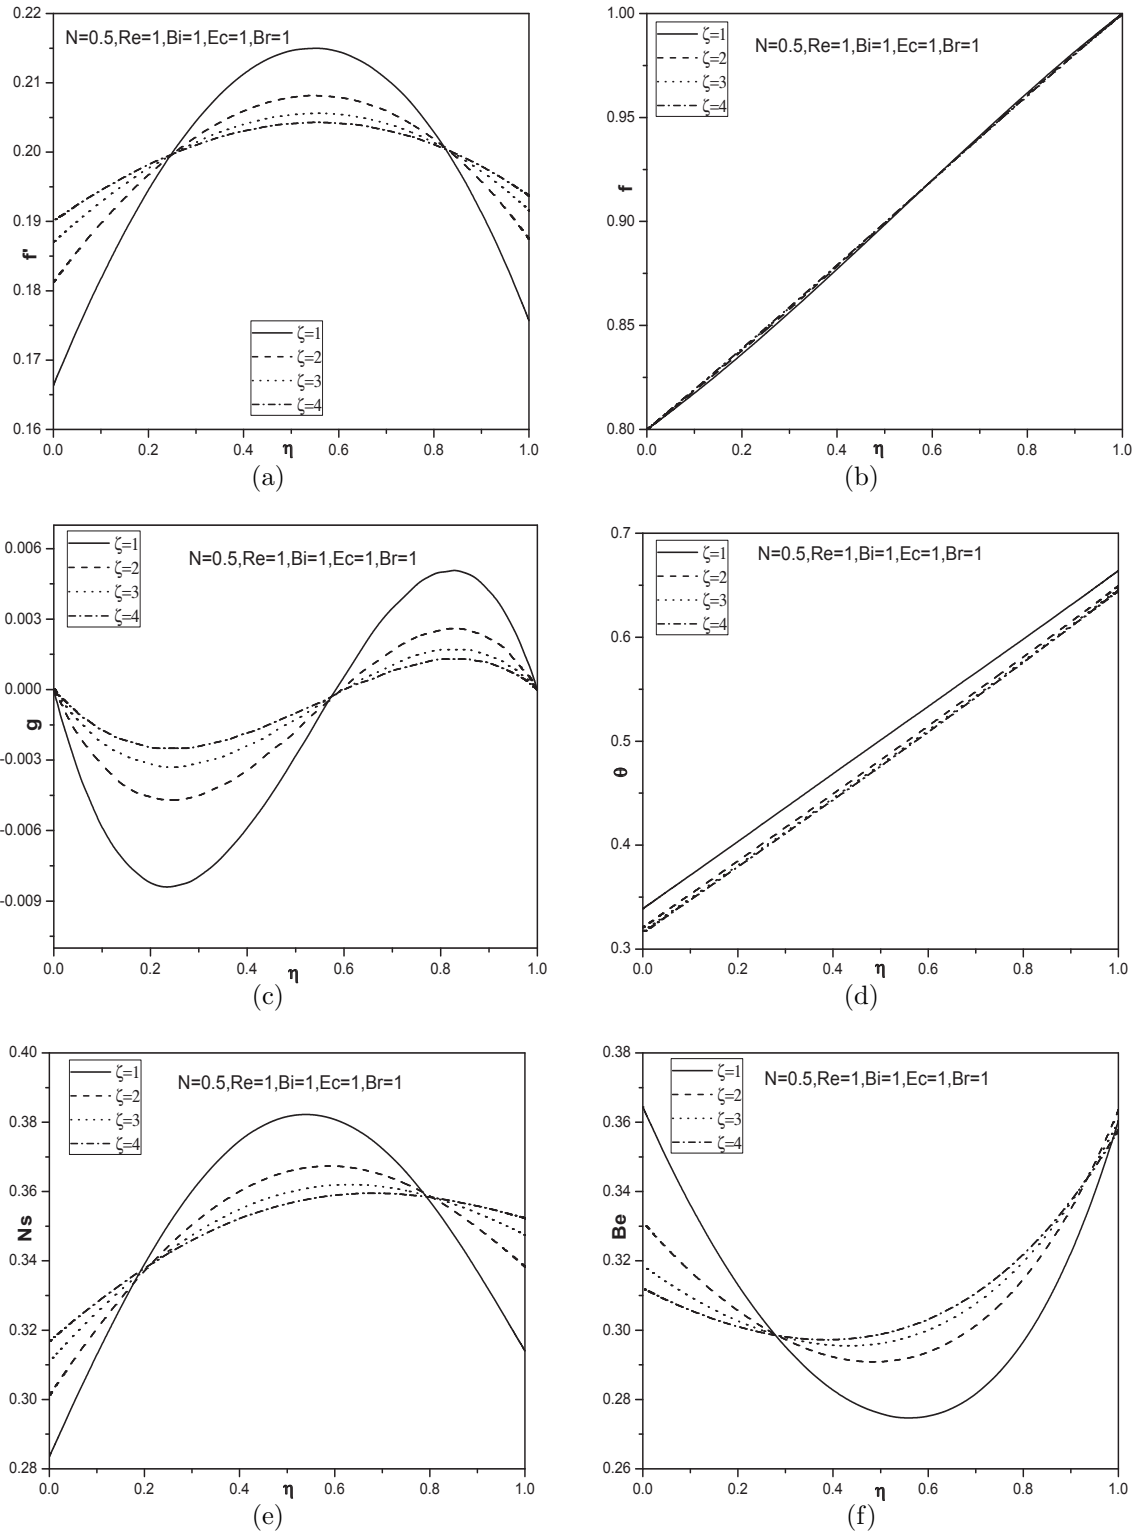 0.22
0.21
0.20
0.19
0.18
0.17
0.16
f'
N=0.5,Re=1,Bi=1,Ec=1,Br=1
ζ=1
ζ=2
ζ=3
ζ=4
0.0 0.2 0.4 0.6 0.8 1.0
η
(a)
1.00
0.95
0.90
0.85
0.80
f
ζ=1
ζ=2
ζ=3
ζ=4
N=0.5,Re=1,Bi=1,Ec=1,Br=1
0.0 0.2 0.4 0.6 0.8 1.0
η
(b)
0.006
0.003
0.000
-0.003
-0.006
-0.009
g
ζ=1
ζ=2
ζ=3
ζ=4
N=0.5,Re=1,Bi=1,Ec=1,Br=1
0.0 0.2 0.4 0.6 0.8 1.0
η
(c)
0.7
0.6
0.5
0.4
0.3
θ
ζ=1
ζ=2
ζ=3
ζ=4
N=0.5,Re=1,Bi=1,Ec=1,Br=1
0.0 0.2 0.4 0.6 0.8 1.0
η
(d)
0.40
0.38
0.36
0.34
0.32
0.30
0.28
Ns
ζ=1
ζ=2
ζ=3
ζ=4
N=0.5,Re=1,Bi=1,Ec=1,Br=1
0.0 0.2 0.4 0.6 0.8 1.0
η
(e)
0.38
0.36
0.34
0.32
0.30
0.28
0.26
Be
ζ=1
ζ=2
ζ=3
ζ=4
N=0.5,Re=1,Bi=1,Ec=1,Br=1
0.0 0.2 0.4 0.6 0.8 1.0
η
(f)